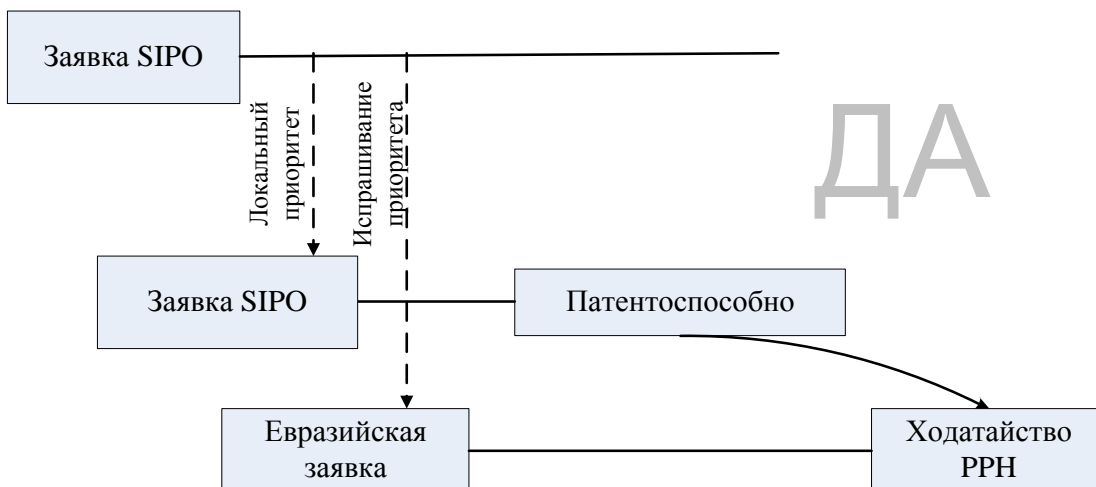 Заявка SIPO
Локальный
приоритет
Испрашивание
приоритета
ДА
Заявка SIPO
Патентоспособно
Евразийская
заявка
Ходатайство
PPH